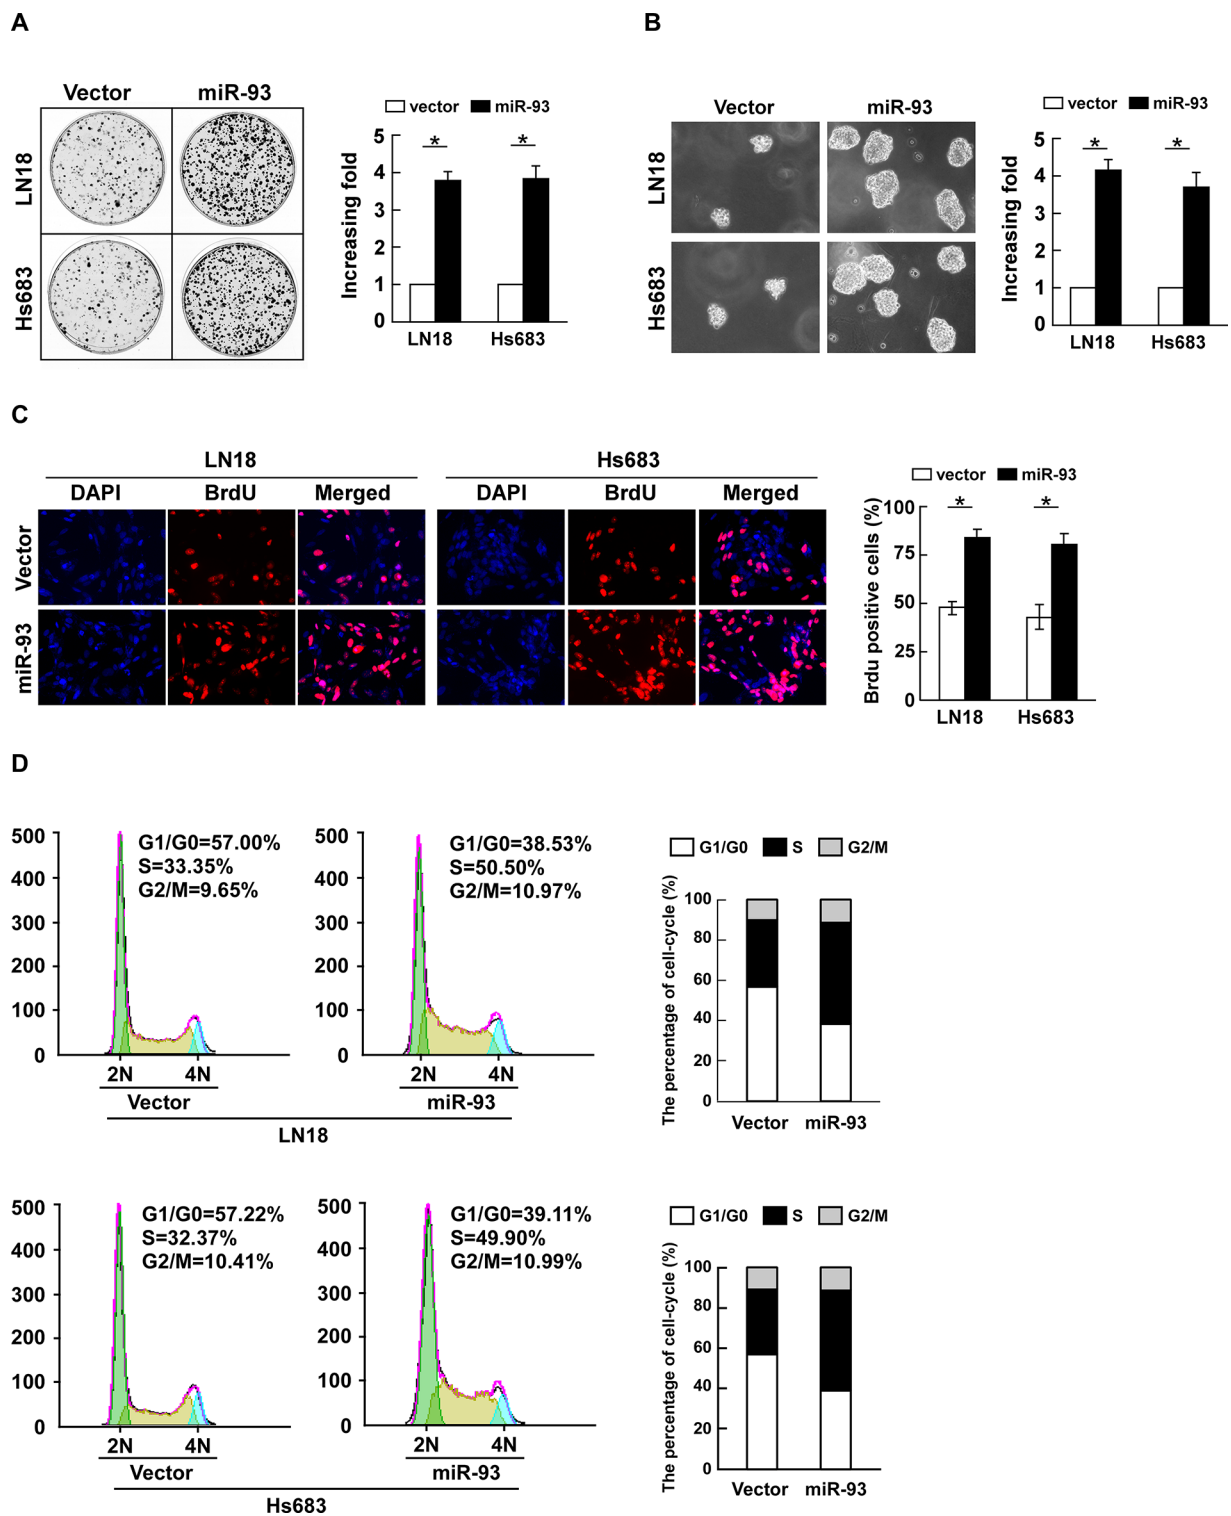 A
Vector miR-93
LN18
Hs683
vector miR-93
Increasing fold
5
4
3
2
1
0
* *
LN18 Hs683
B
Vector miR-93
LN18
Hs683
vector miR-93
Increasing fold
5
4
3
2
1
0
* *
LN18 Hs683
C
LN18 Hs683
DAPI BrdU Merged DAPI BrdU Merged
Vector
miR-93
vector miR-93
Brdu positive cells (%)
100
75
50
25
0
* *
LN18 Hs683
D
500
400
300
200
100
0
G1/G0=57.00%
S=33.35%
G2/M=9.65%
2N 4N
Vector
500
400
300
200
100
0
G1/G0=38.53%
S=50.50%
G2/M=10.97%
2N 4N
miR-93
LN18
G1/G0 S G2/M
The percentage of cell-cycle (%)
100
80
60
40
20
0
Vector miR-93
500
400
300
200
100
0
G1/G0=57.22%
S=32.37%
G2/M=10.41%
2N 4N
Vector
500
400
300
200
100
0
G1/G0=39.11%
S=49.90%
G2/M=10.99%
2N 4N
miR-93
Hs683
G1/G0 S G2/M
The percentage of cell-cycle (%)
100
80
60
40
20
0
Vector miR-93